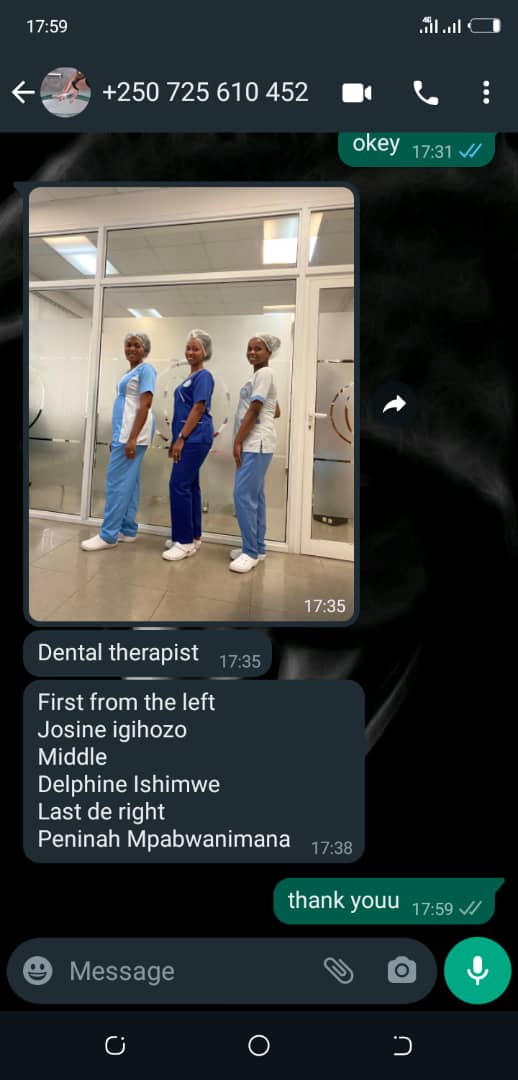 17:59
4G
+250 725 610 452
okey 17:31
17:35
Dental therapist 17:35
First from the left
Josine igihozo
Middle
Delphine Ishimwe
Last de right
Peninah Mpabwanimana 17:38
thank youu 17:59
Message